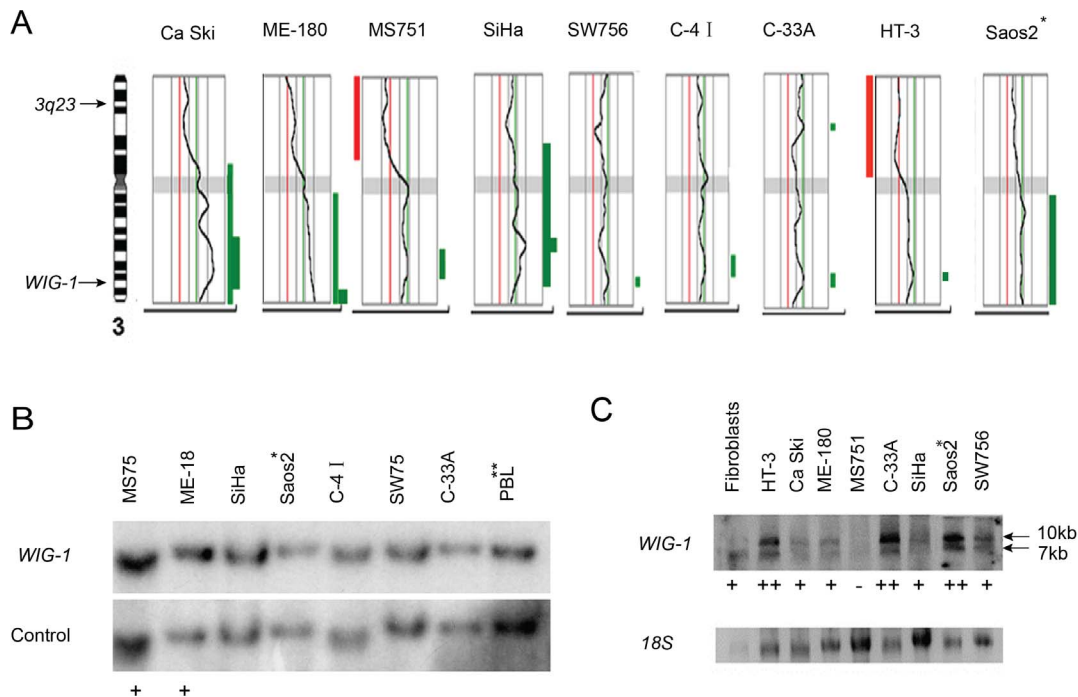 A
Ca Ski ME-180 MS751 SiHa SW756 C-4 I C-33A HT-3 Saos2*
3q23
WIG-1
3
B
MS75 ME-18 SiHa Saos2* C-4 I SW75 C-33A PBL**
WIG-1
Control
+ +
C
Fibroblasts HT-3 Ca Ski ME-180 MS751 C-33A SiHa Saos2* SW756
WIG-1
10kb
7kb
+ ++ + + - ++ + ++ +
18S